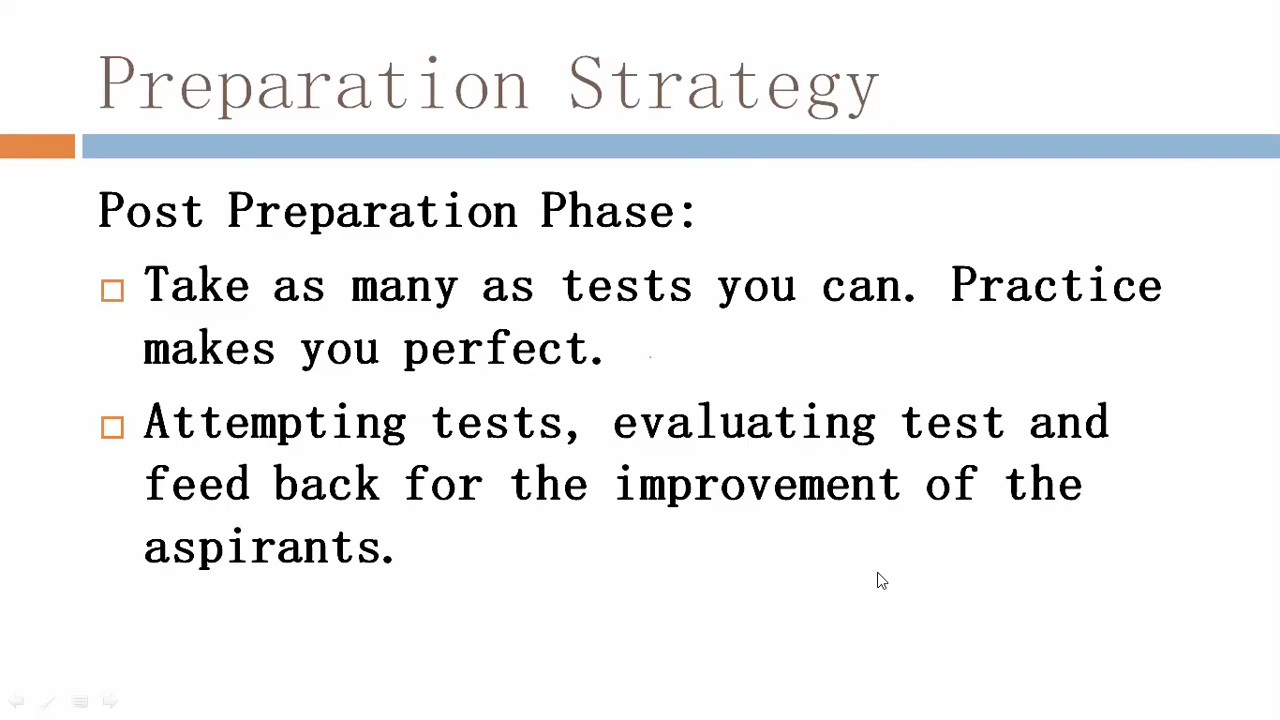 Preparation Strategy
Post Preparation Phase:
Take as many as tests you can. Practice
makes you perfect.
Attempting tests, evaluating test and
feed back for the improvement of the
aspirants.